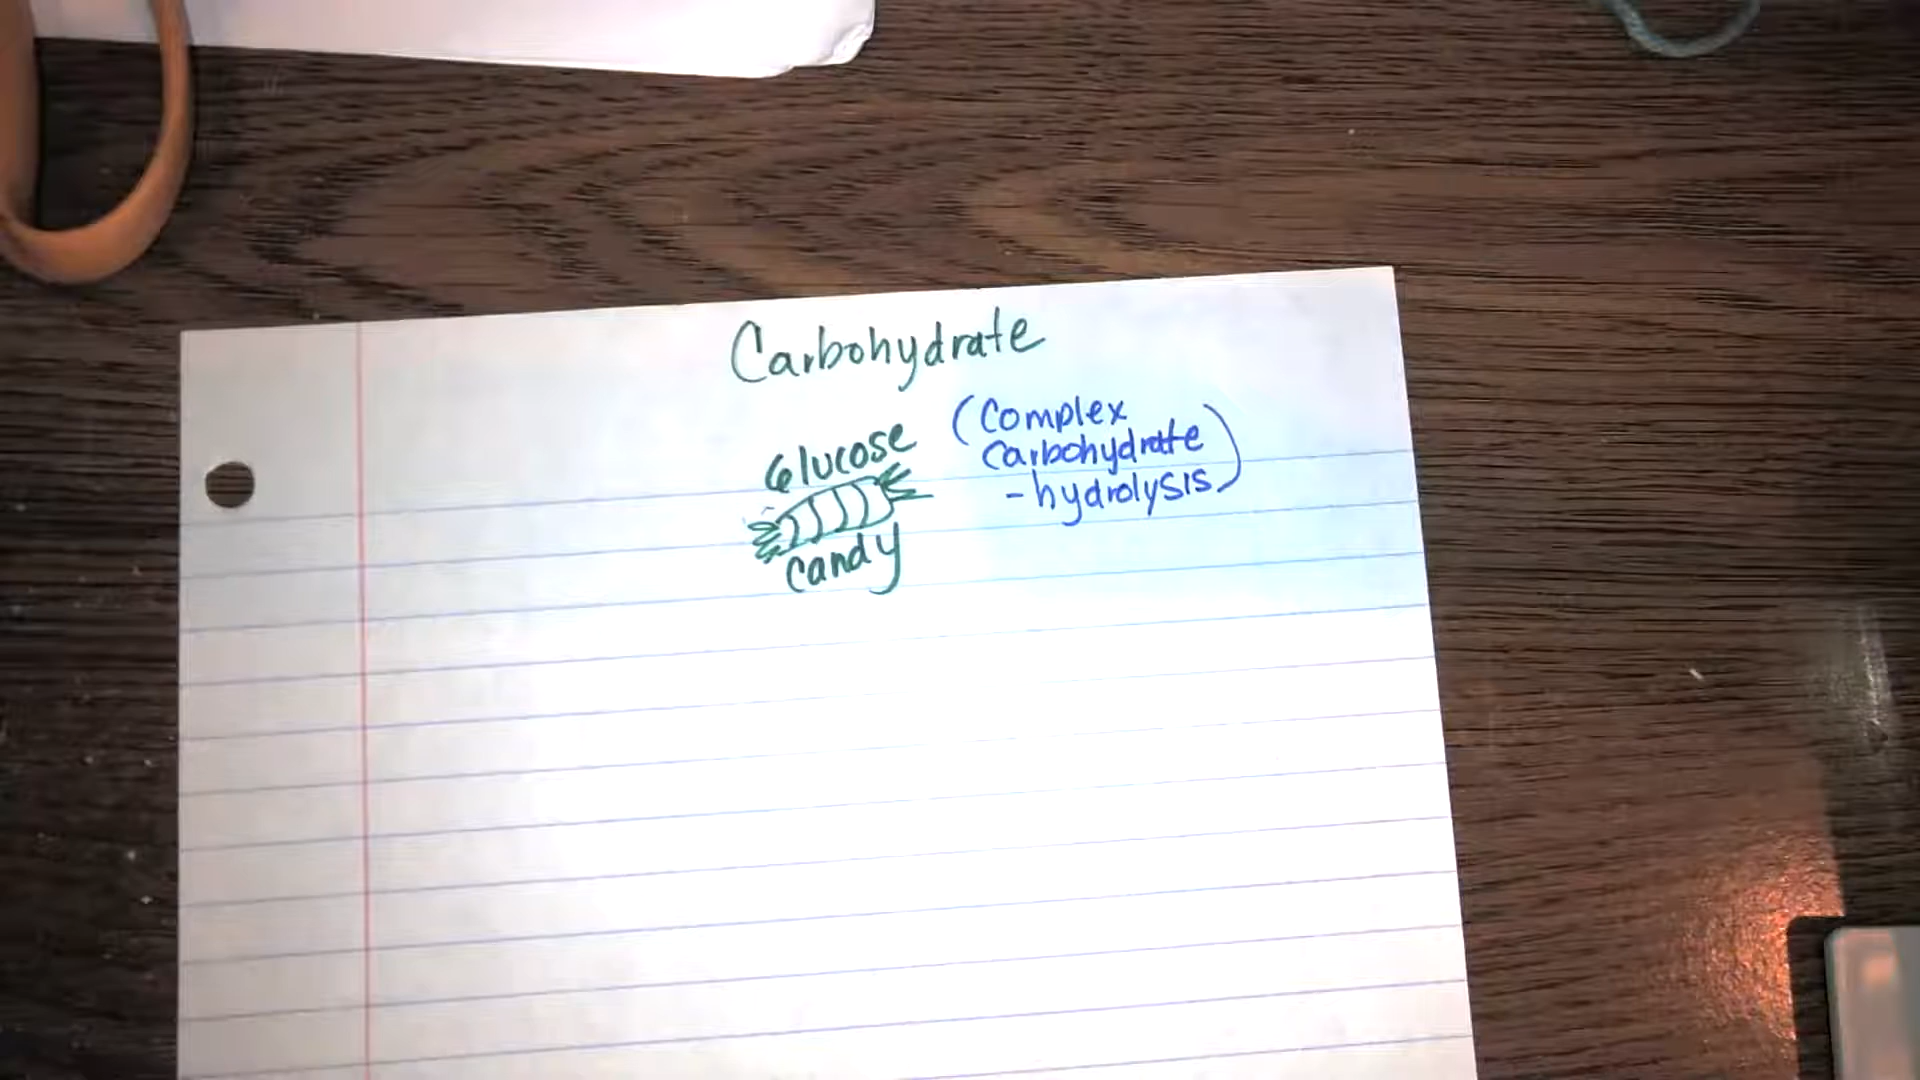 Carbohydrate
Glucose
candy
(Complex
Carbohydrate
- hydrolysis)